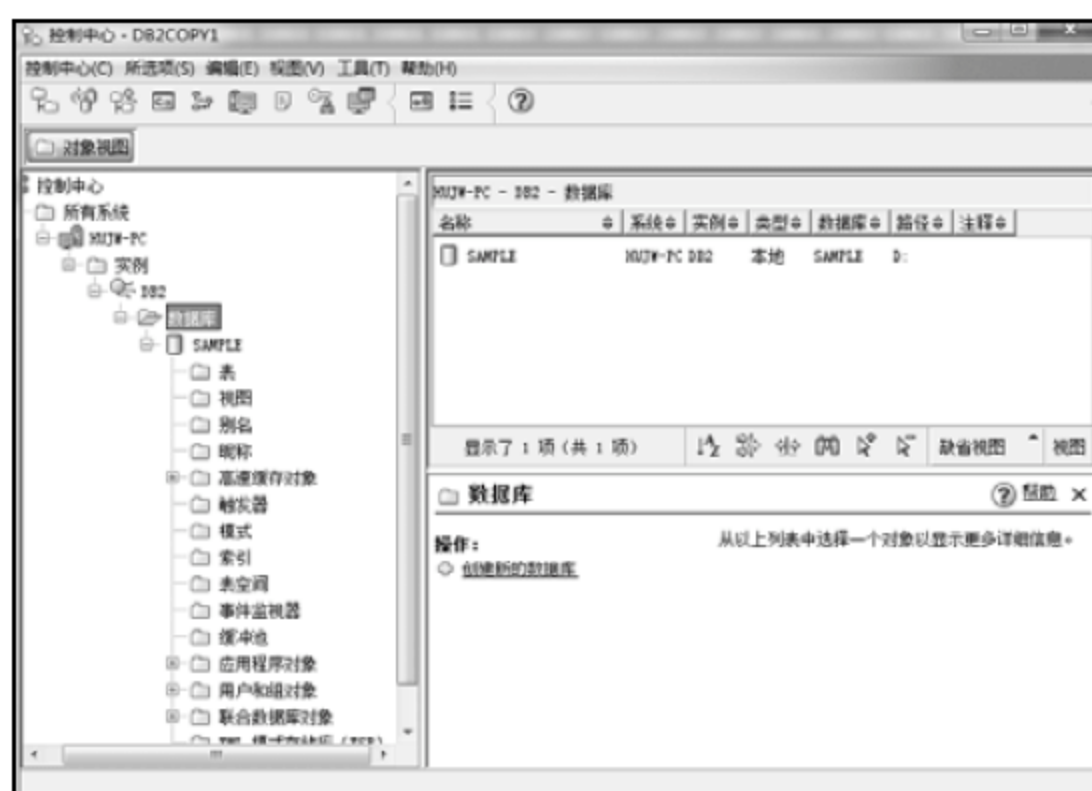 控制中心 - DB2COPY1
控制中心(C) 所选项(S) 编辑(E) 视图(V) 工具(T) 帮助(H)
对象视图
控制中心
所有系统
XUJW-PC
实例
DB2
数据库
SAMPLE
表
视图
别名
昵称
高速缓存对象
触发器
模式
索引
表空间
事件监视器
缓冲池
应用程序对象
用户和组对象
联合数据库对象
XUJW-PC - DB2 - 数据库
名称 系统 实例 类型 数据库 路径 注释
SAMPLE XUJW-PC DB2 本地 SAMPLE D:
显示了 1 项 (共 1 项) 缺省视图 视图
数据库 帮助
操作:
从以上列表中选择一个对象以显示更多详细信息。
创建新的数据库